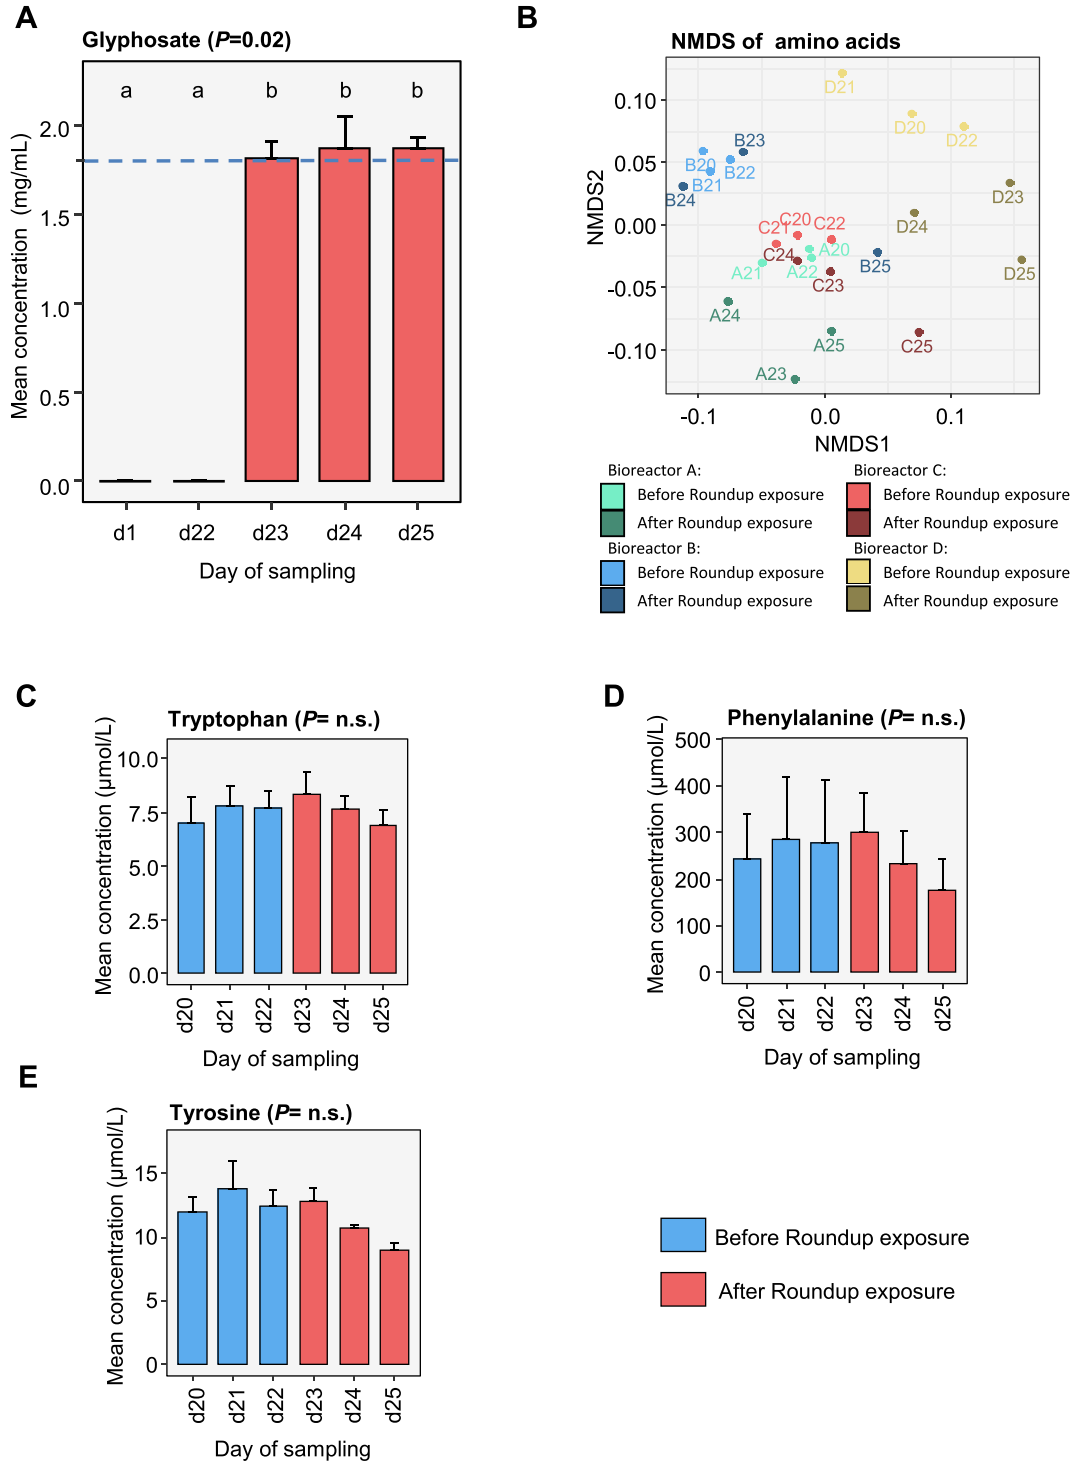 A
Glyphosate (P=0.02)
a a b b b
Mean concentration (mg/mL)
2.0
1.5
1.0
0.5
0.0
d1 d22 d23 d24 d25
Day of sampling
B
NMDS of amino acids
NMDS2
0.10
0.05
0.00
-0.05
-0.10
D21
D20
D22
B23
B20
B22
B21
B24
D23
D24
C20
C22
C21
A20
C24
A22
A21
B25
D25
C23
A24
A25
C25
A23
-0.1 0.0 0.1
NMDS1
Bioreactor A:
Before Roundup exposure
After Roundup exposure
Bioreactor B:
Before Roundup exposure
After Roundup exposure
Bioreactor C:
Before Roundup exposure
After Roundup exposure
Bioreactor D:
Before Roundup exposure
After Roundup exposure
C
Tryptophan (P= n.s.)
Mean concentration (µmol/L)
10.0
7.5
5.0
2.5
0.0
d20 d21 d22 d23 d24 d25
Day of sampling
D
Phenylalanine (P= n.s.)
Mean concentration (µmol/L)
500
400
300
200
100
0
d20 d21 d22 d23 d24 d25
Day of sampling
E
Tyrosine (P= n.s.)
Mean concentration (µmol/L)
15
10
5
0
d20 d21 d22 d23 d24 d25
Day of sampling
Before Roundup exposure
After Roundup exposure